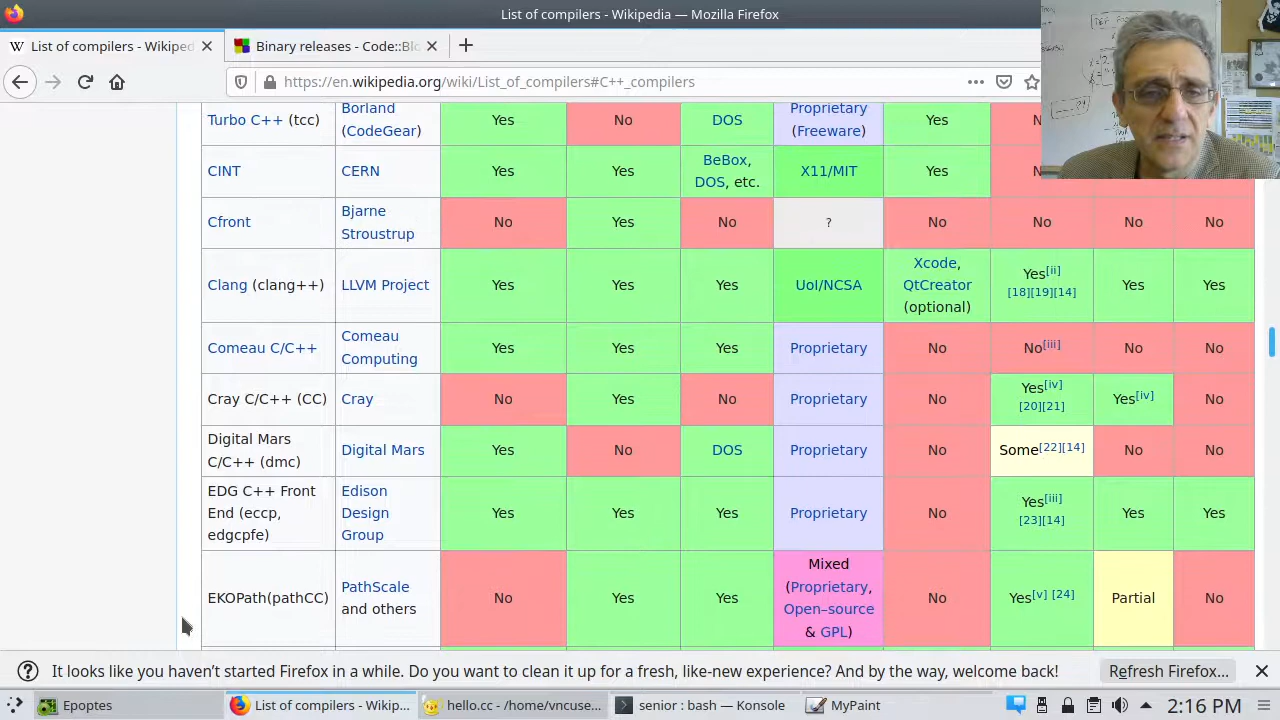 List of compilers - Wikipedia — Mozilla Firefox
W List of compilers - Wikiped
Binary releases - Code::Blo
https://en.wikipedia.org/wiki/List_of_compilers#C++_compilers
Turbo C++ (tcc) Borland (CodeGear) Yes No DOS Proprietary (Freeware) Yes
CINT CERN Yes Yes BeBox, DOS, etc. X11/MIT Yes
Cfront Bjarne Stroustrup No Yes No ? No No No No
Clang (clang++) LLVM Project Yes Yes Yes UoI/NCSA Xcode, QtCreator (optional) Yes[ii] [18][19][14] Yes Yes
Comeau C/C++ Comeau Computing Yes Yes Yes Proprietary No No[iii] No No
Cray C/C++ (CC) Cray No Yes No Proprietary No Yes[iv] [20][21] Yes[iv] No
Digital Mars C/C++ (dmc) Digital Mars Yes No DOS Proprietary No Some[22][14] No No
EDG C++ Front End (eccp, edgcpfe) Edison Design Group Yes Yes Yes Proprietary No Yes[iii] [23][14] Yes Yes
EKOPath(pathCC) PathScale and others No Yes Yes Mixed (Proprietary, Open–source & GPL) No Yes[v] [24] Partial No
It looks like you haven’t started Firefox in a while. Do you want to clean it up for a fresh, like-new experience? And by the way, welcome back! Refresh Firefox...
Epoptes
List of compilers - Wikip...
hello.cc - /home/vmuse...
senior : bash — Konsole
MyPaint
2:16 PM